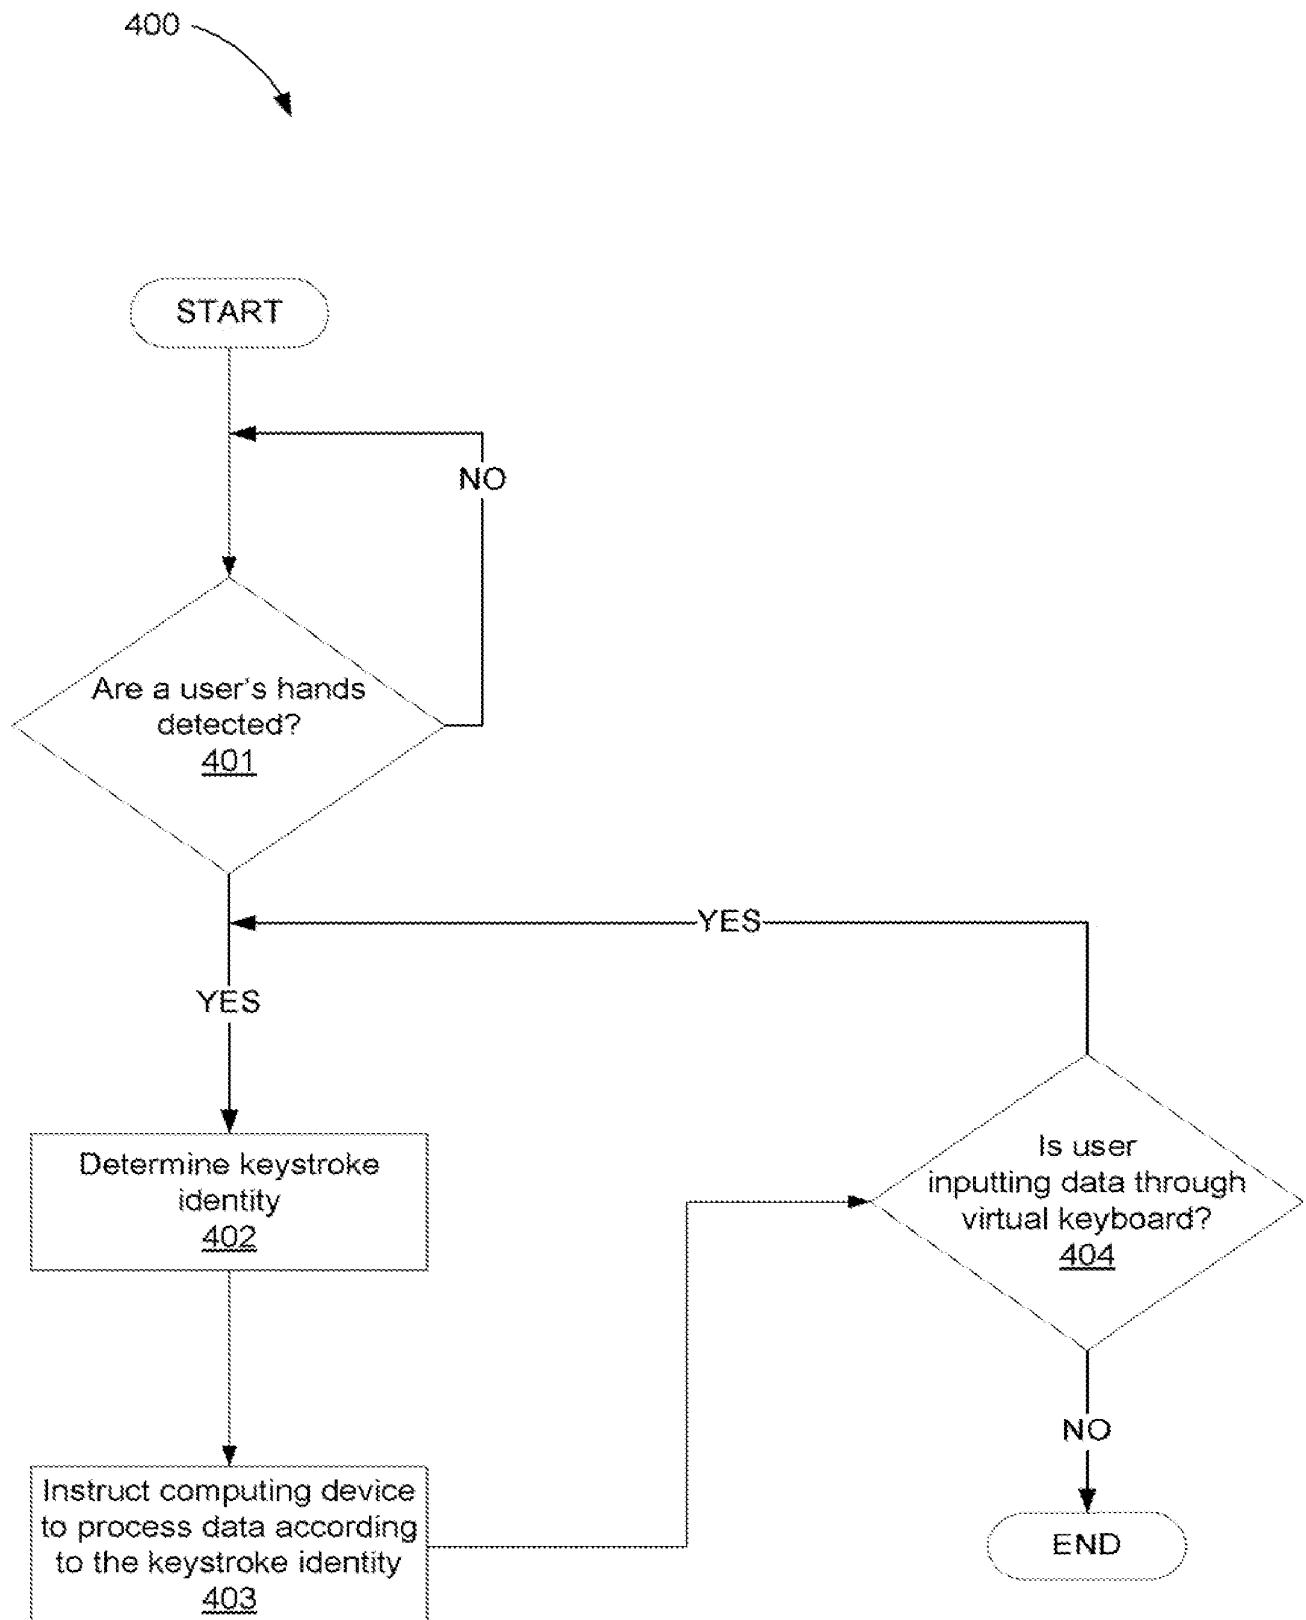 400
START
NO
Are a user's hands
detected?
401
YES
YES
Determine keystroke
identity
402
Is user
inputting data through
virtual keyboard?
404
NO
Instruct computing device
to process data according
to the keystroke identity
403
END